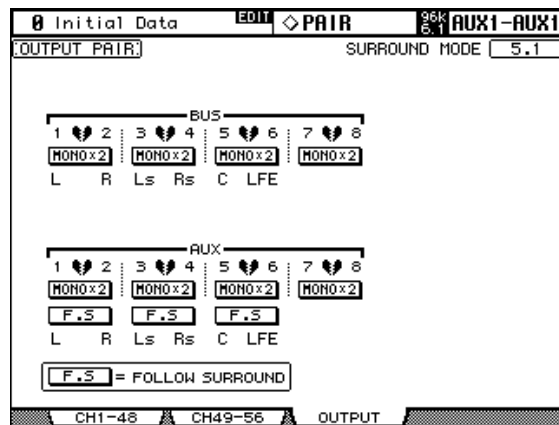 0 Initial Data EDIT ◇PAIR 96k 6.1 AUX1-AUX1
OUTPUT PAIR SURROUND MODE 5.1
BUS
1 2 3 4 5 6 7 8
MONO×2 MONO×2 MONO×2 MONO×2
L R Ls Rs C LFE
AUX
1 2 3 4 5 6 7 8
MONO×2 MONO×2 MONO×2 MONO×2
F.S F.S F.S
L R Ls Rs C LFE
F.S = FOLLOW SURROUND
CH1-48 CH49-56 OUTPUT